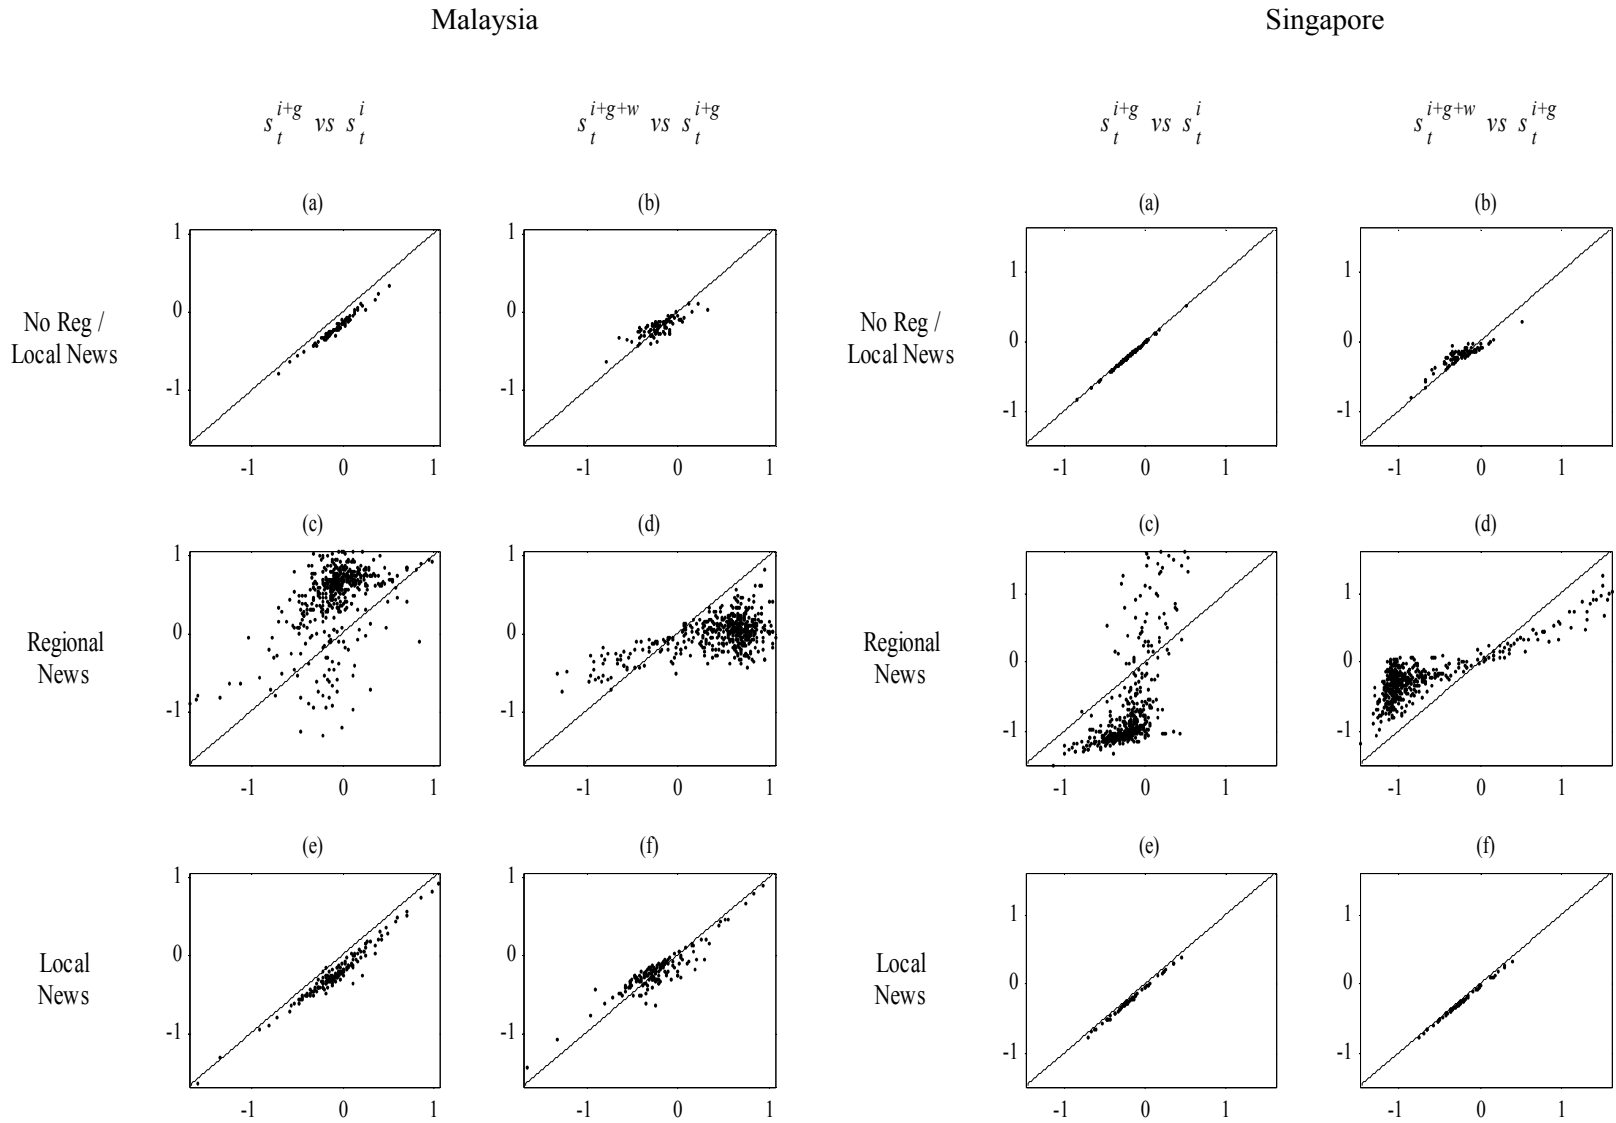 Malaysia Singapore
s_t^{i+g} vs s_t^i s_t^{i+g+w} vs s_t^{i+g} s_t^{i+g} vs s_t^i s_t^{i+g+w} vs s_t^{i+g}
(a) (b) (a) (b)
1 1
1 1
No Reg / 0 0 No Reg / 0 0
Local News Local News
-1 -1 -1 -1
-1 0 1 -1 0 1 -1 0 1 -1 0 1
(c) (d) (c) (d)
1 1
1 1
Regional 0 0 Regional 0 0
News News
-1 -1 -1 -1
-1 0 1 -1 0 1 -1 0 1 -1 0 1
(e) (f) (e) (f)
1 1
1 1
Local 0 0 Local 0 0
News News
-1 -1 -1 -1
-1 0 1 -1 0 1 -1 0 1 -1 0 1